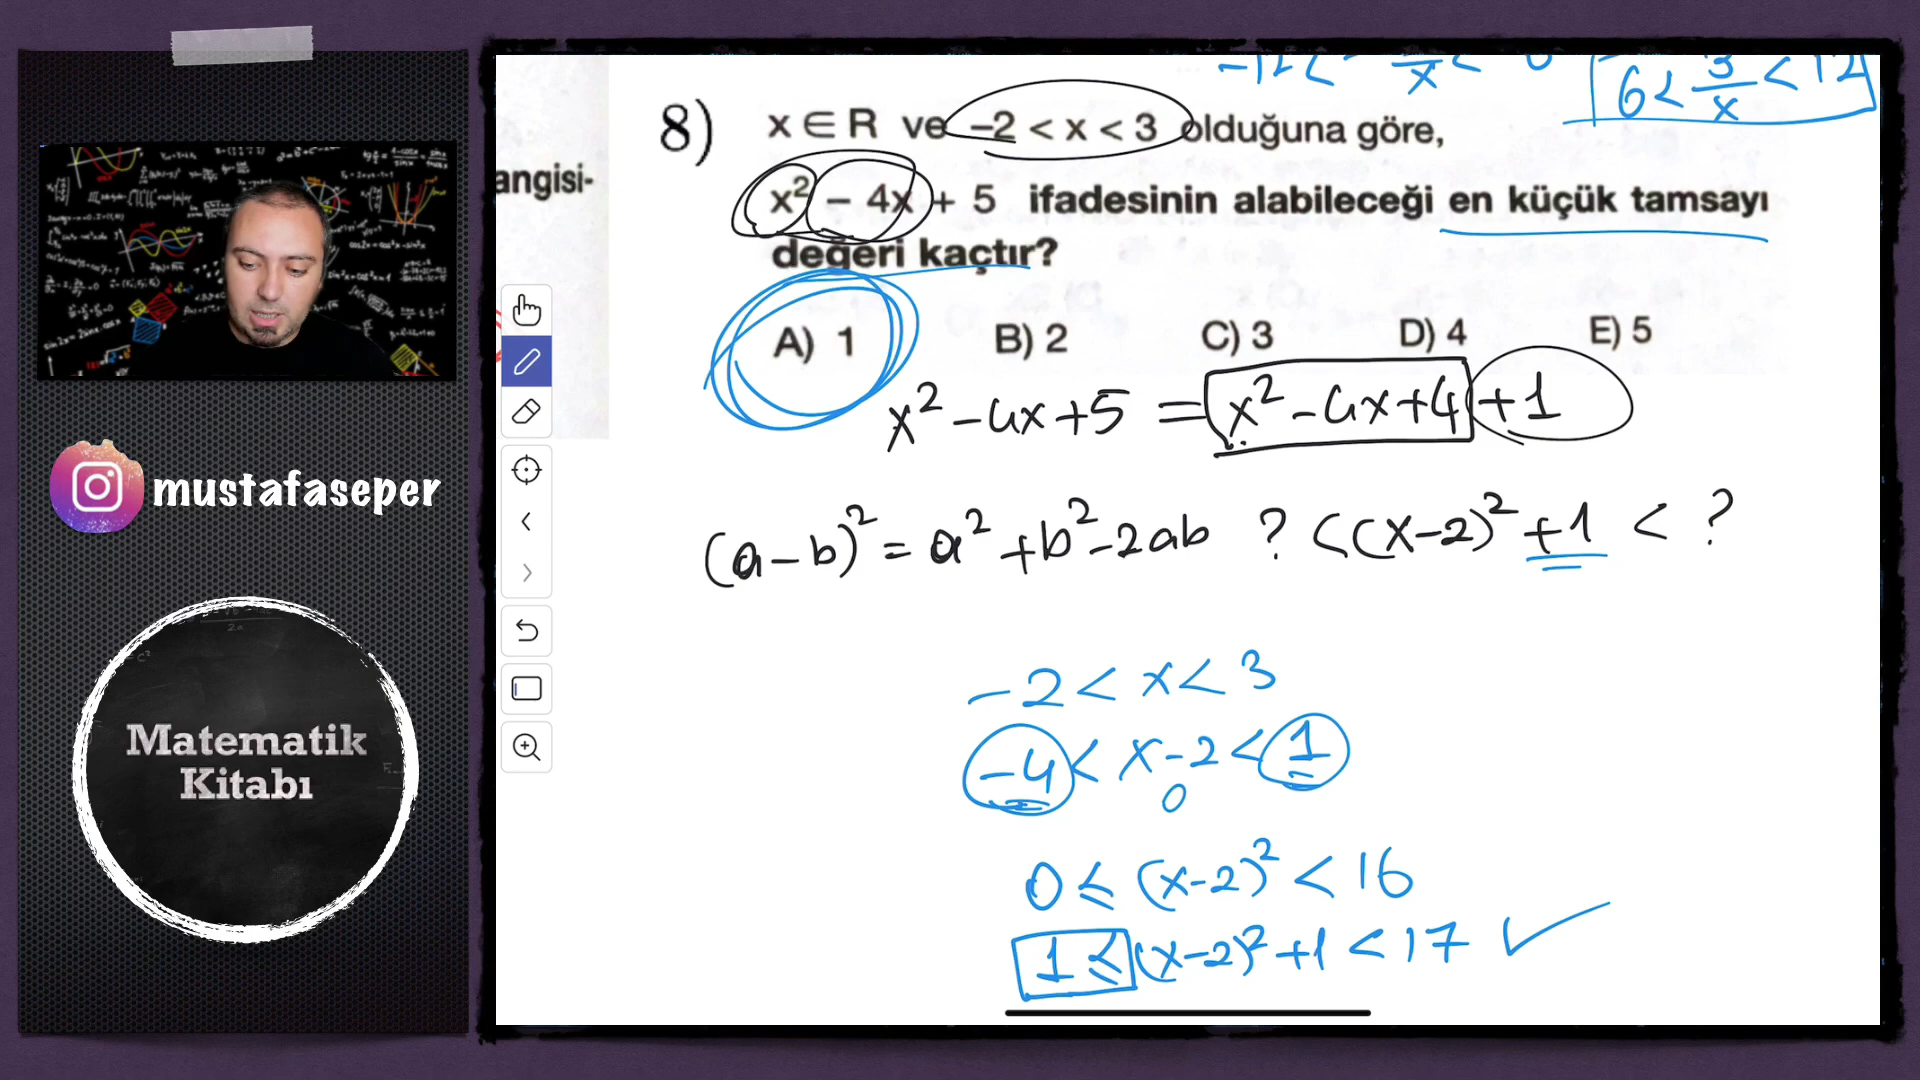 -12 < - 3/x < 0
6 < 3/x < 12
angisi-
8) x ∈ R ve –2 < x < 3 olduğuna göre,
x² – 4x + 5 ifadesinin alabileceği en küçük tamsayı
değeri kaçtır?
A) 1 B) 2 C) 3 D) 4 E) 5
x² - 4x + 5 = x² - 4x + 4 + 1
(a - b)² = a² + b² - 2ab ? < (x - 2)² + 1 < ?
-2 < x < 3
-4 < x - 2 < 1
0
0 ≤ (x - 2)² < 16
1 ≤ (x - 2)² + 1 < 17 ✓
mustafaseper
Matematik
Kitabı